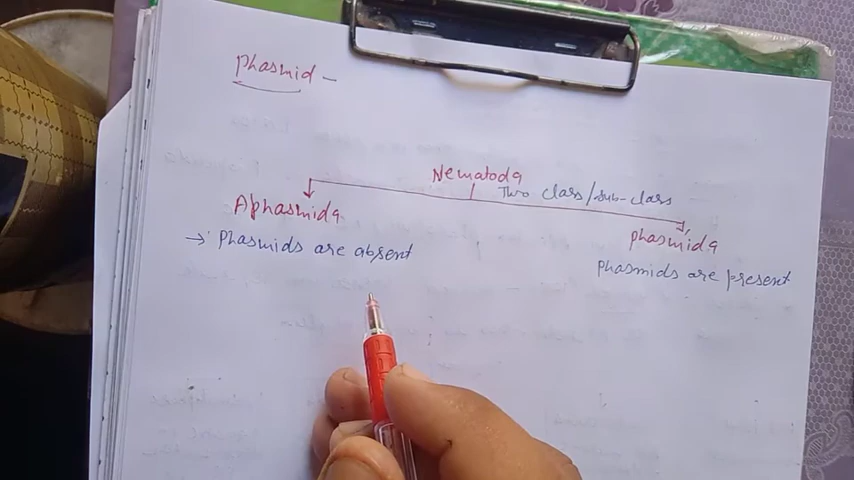 Phasmid -
Nematoda
Two class/sub-class
Aphasmida
Phasmida
→ Phasmids are absent
Phasmids are present